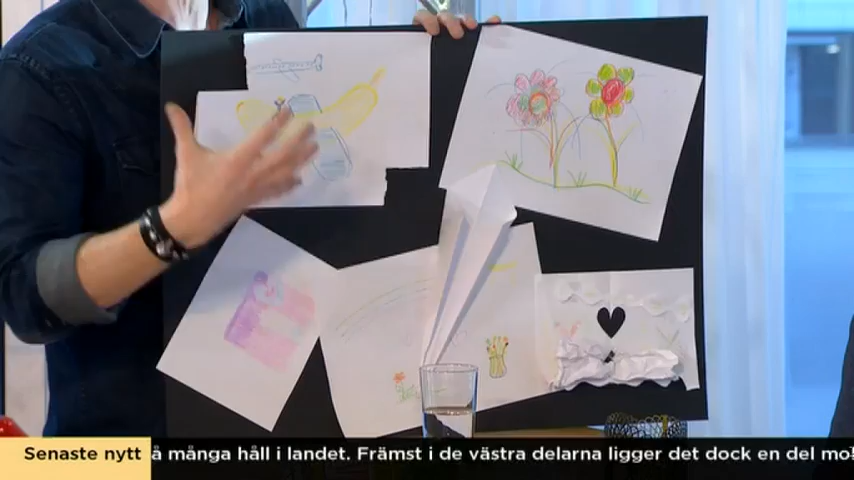 Senaste nytt
å många håll i landet. Främst i de västra delarna ligger det dock en del mo